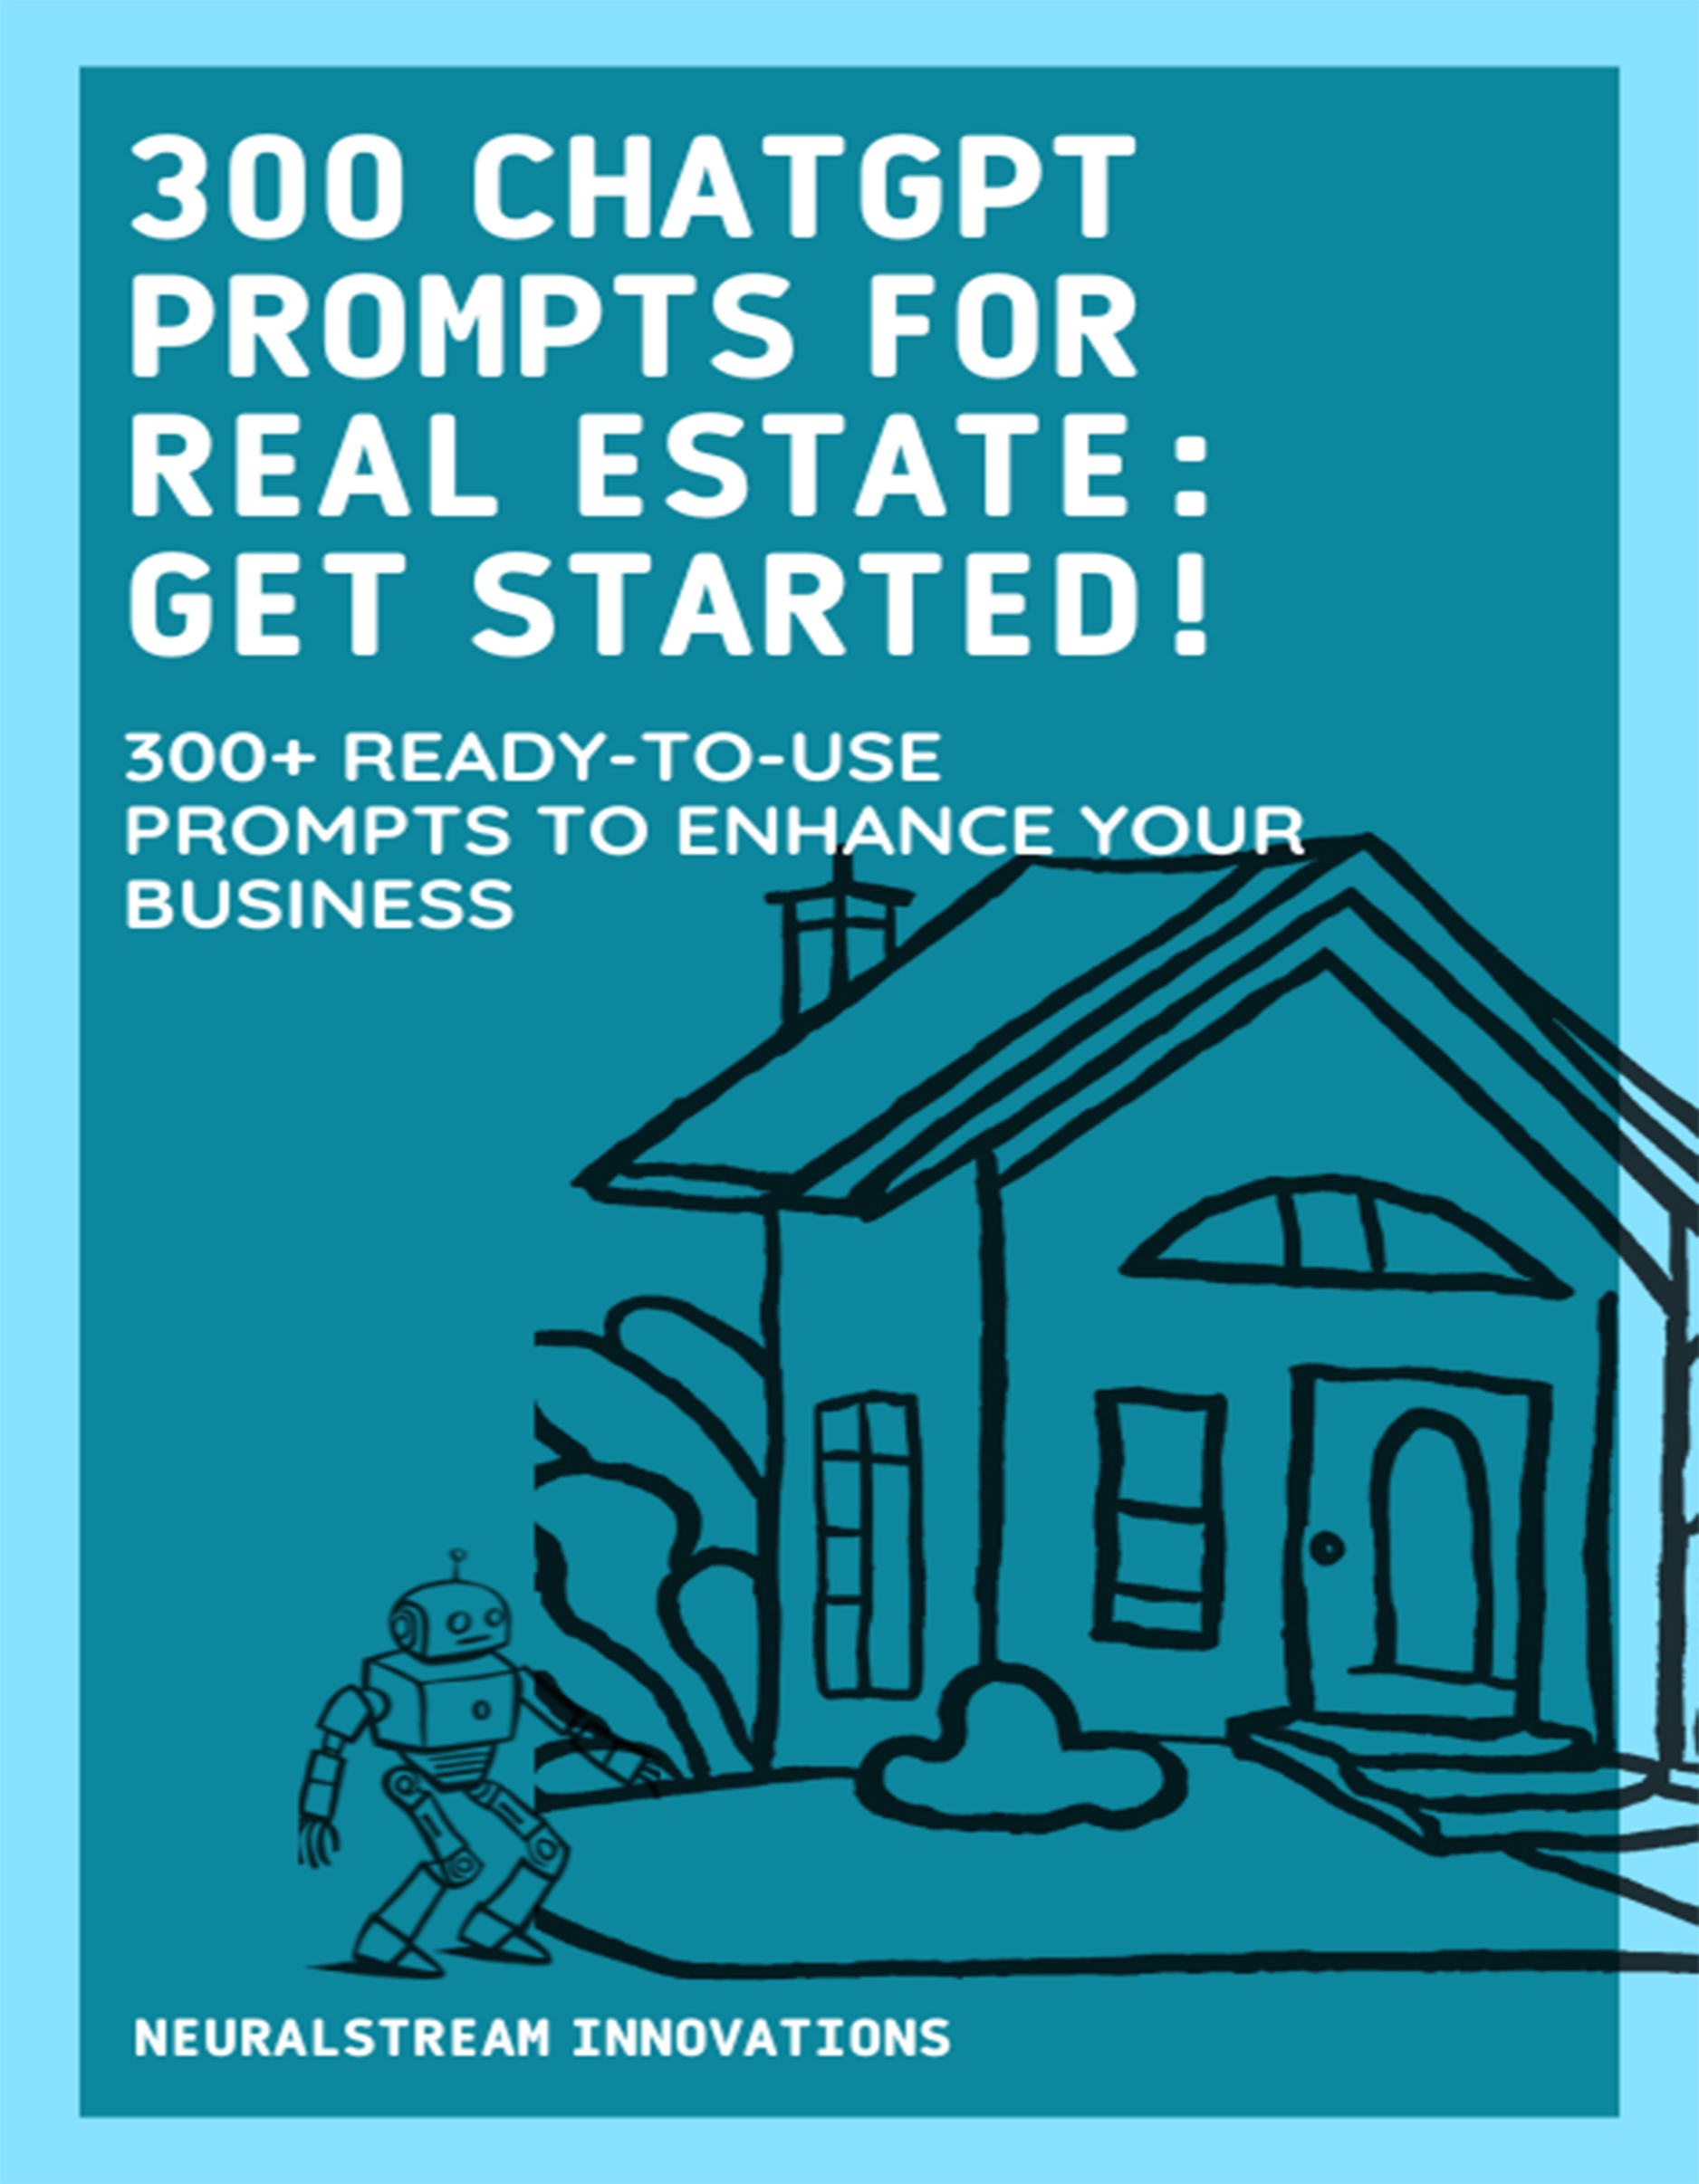 300 CHATGPT
PROMPTS FOR
REAL ESTATE:
GET STARTED!
300+ READY-TO-USE
PROMPTS TO ENHANCE YOUR
BUSINESS
NEURALSTREAM INNOVATIONS